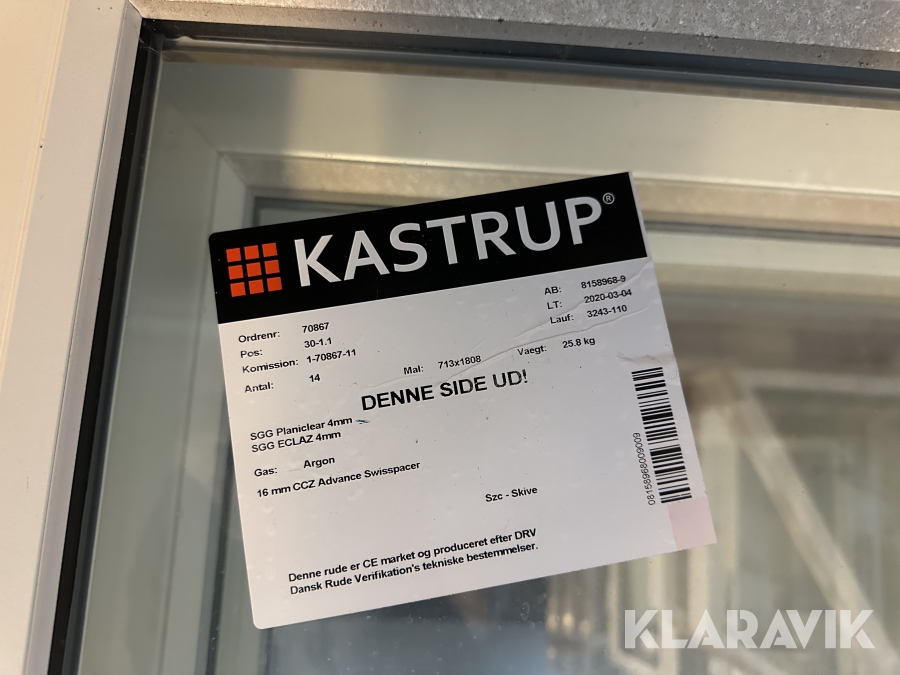 KASTRUP®
Ordrenr: 70867
AB: 8158968-9
Pos: 30-1.1
LT: 2020-03-04
Komission: 1-70867-11
Lauf: 3243-110
Antal: 14
Mal: 713x1808
Vaegt: 25.8 kg
DENNE SIDE UD!
SGG Planiclear 4mm
SGG ECLAZ 4mm
Gas: Argon
16 mm CCZ Advance Swisspacer
Szc - Skive
08158968009009
Denne rude er CE market og produceret efter DRV
Dansk Rude Verifikation's tekniske bestemmelser.
KLARAVIK